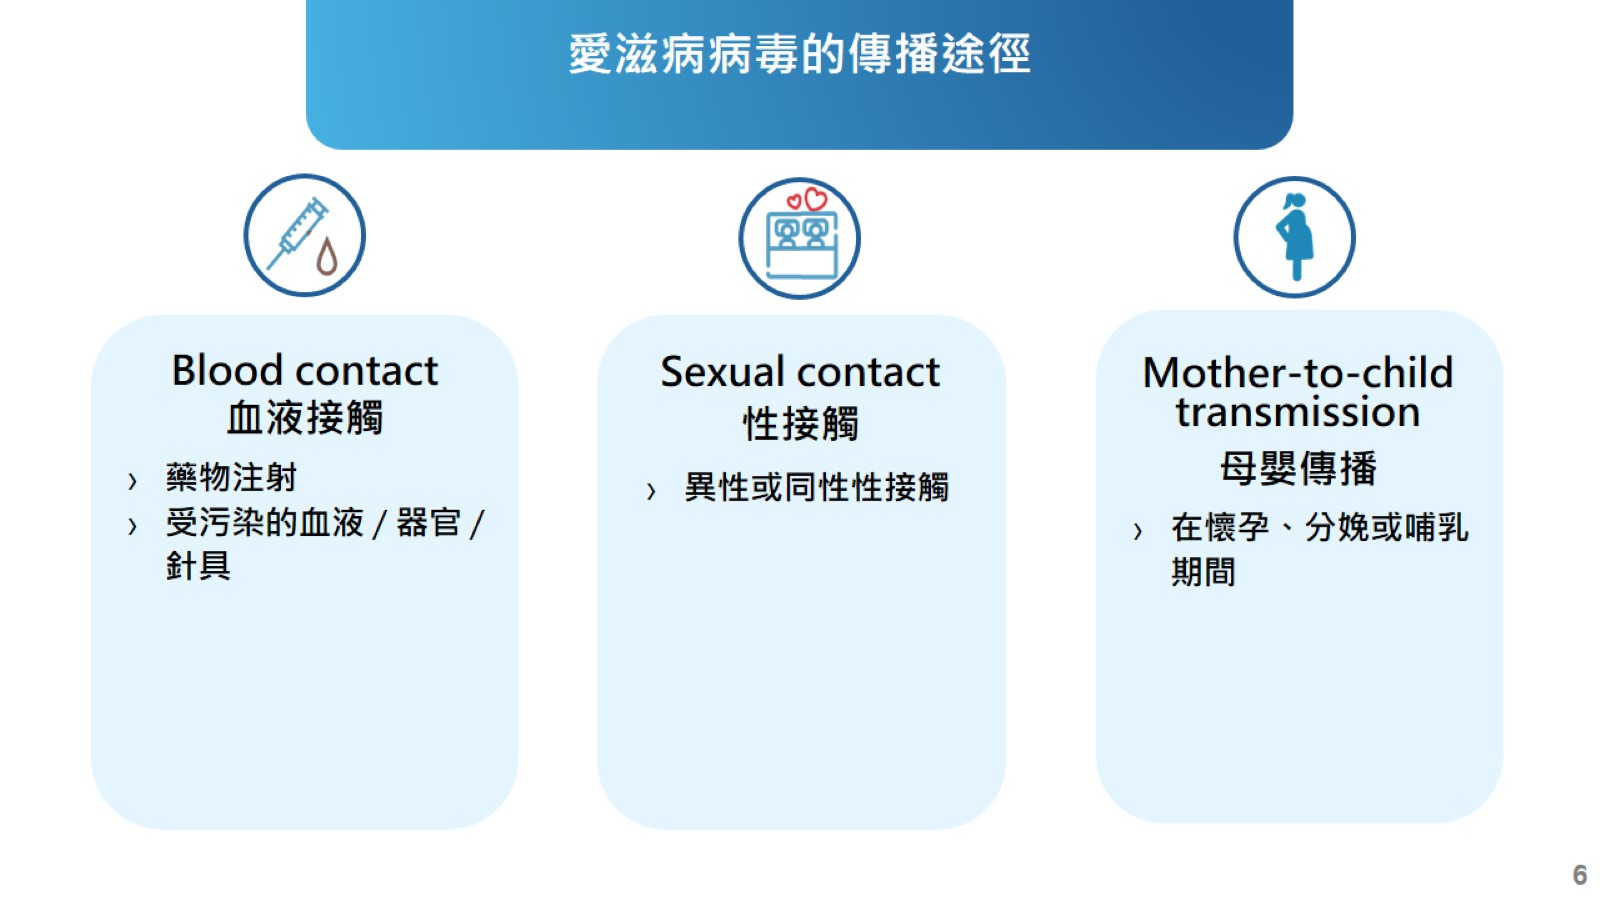 愛滋病病毒的傳播途徑
Blood contact
血液接觸
› 藥物注射
› 受污染的血液 / 器官 /
針具
Sexual contact
性接觸
› 異性或同性性接觸
Mother-to-child
transmission
母嬰傳播
› 在懷孕、分娩或哺乳
期間
6